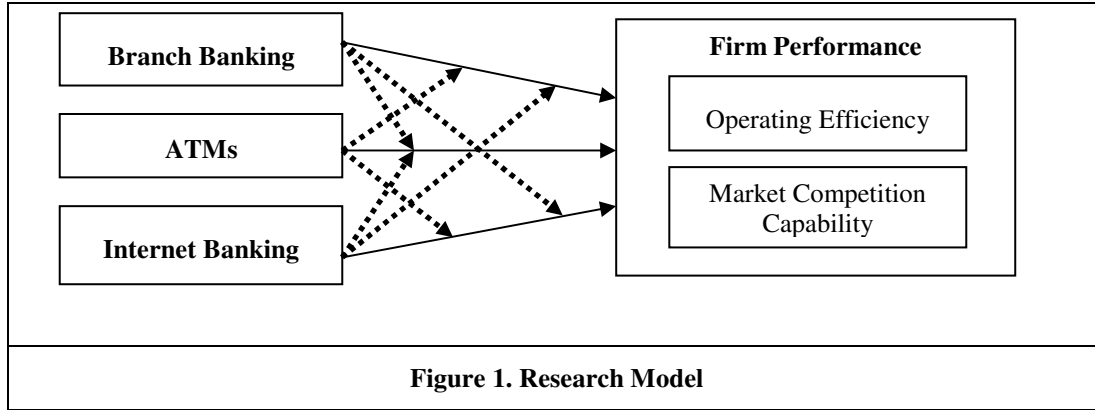 Branch Banking
ATMs
Internet Banking
Firm Performance
Operating Efficiency
Market Competition
Capability
Figure 1. Research Model